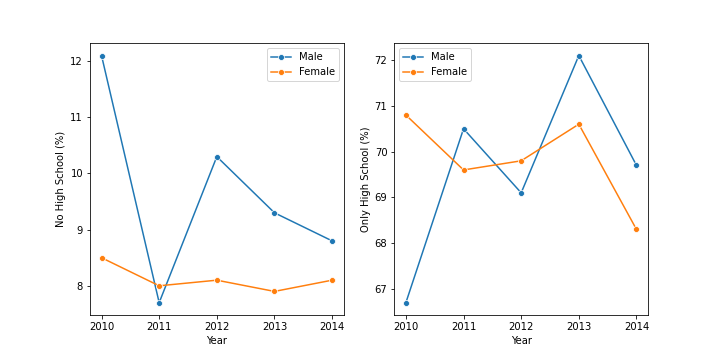 12
11
10
9
8
No High School (%)
2010 2011 2012 2013 2014
Year
Male
Female
72
71
70
69
68
67
Only High School (%)
2010 2011 2012 2013 2014
Year
Male
Female